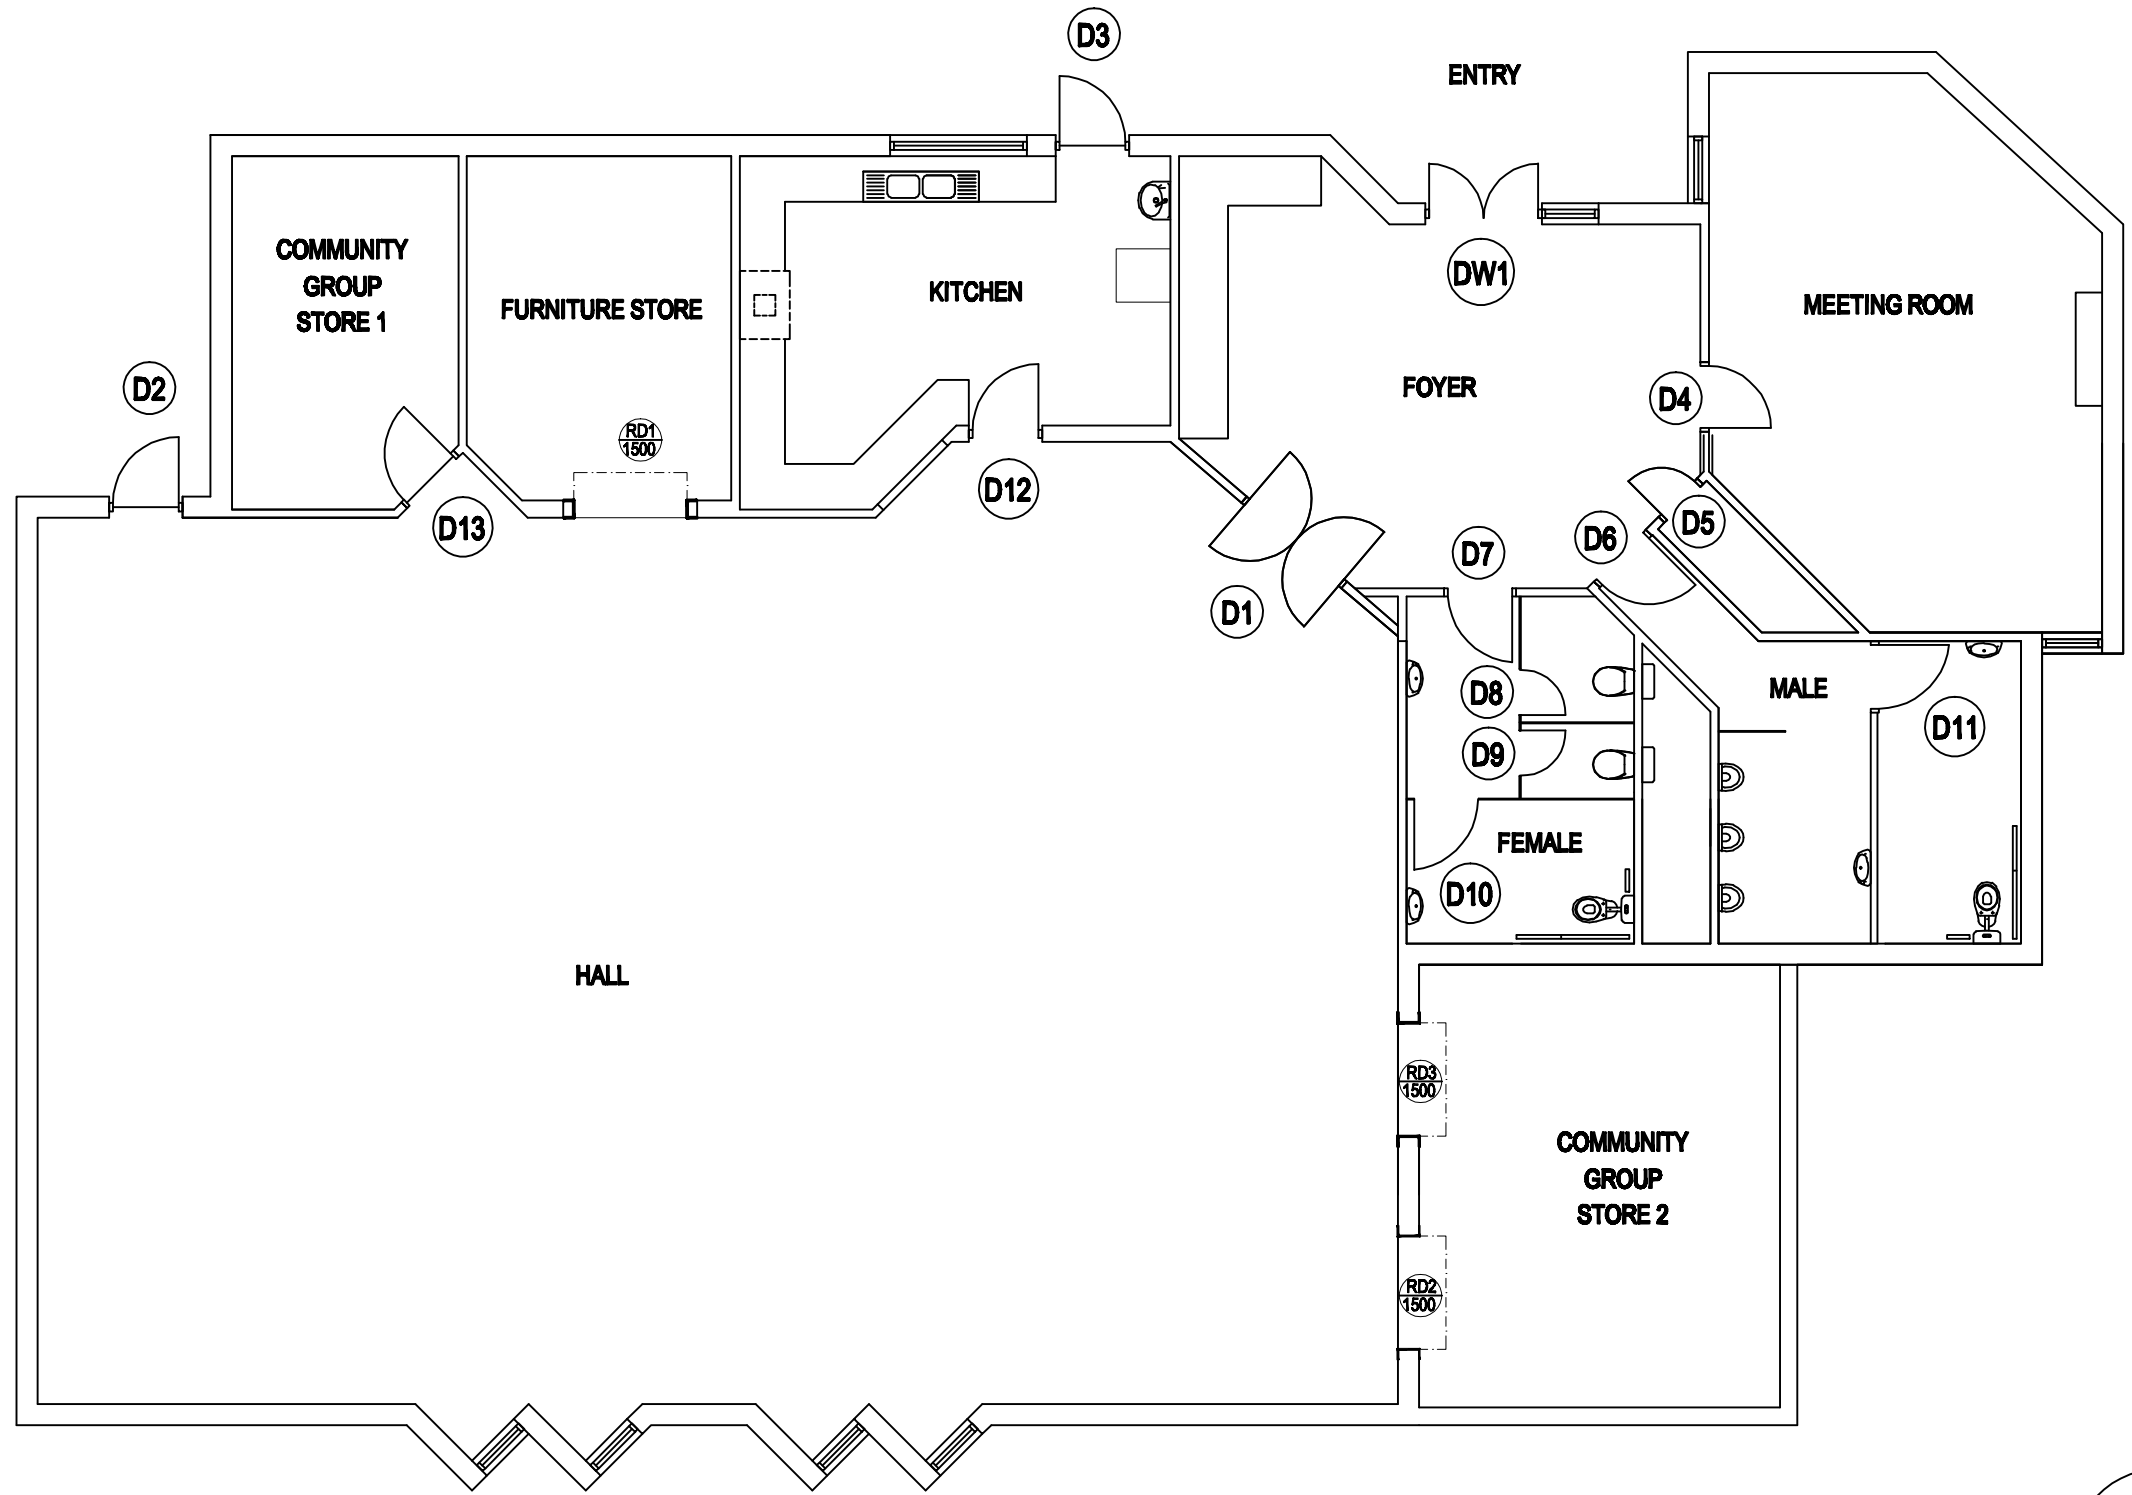 D3
ENTRY
COMMUNITY
GROUP
STORE 1
FURNITURE STORE
KITCHEN
DW1
MEETING ROOM
D2
FOYER
D4
RD1
1500
D12
D13
D5
D6
D7
D1
D8
MALE
D11
D9
FEMALE
D10
HALL
RD3
1500
COMMUNITY
GROUP
STORE 2
RD2
1500